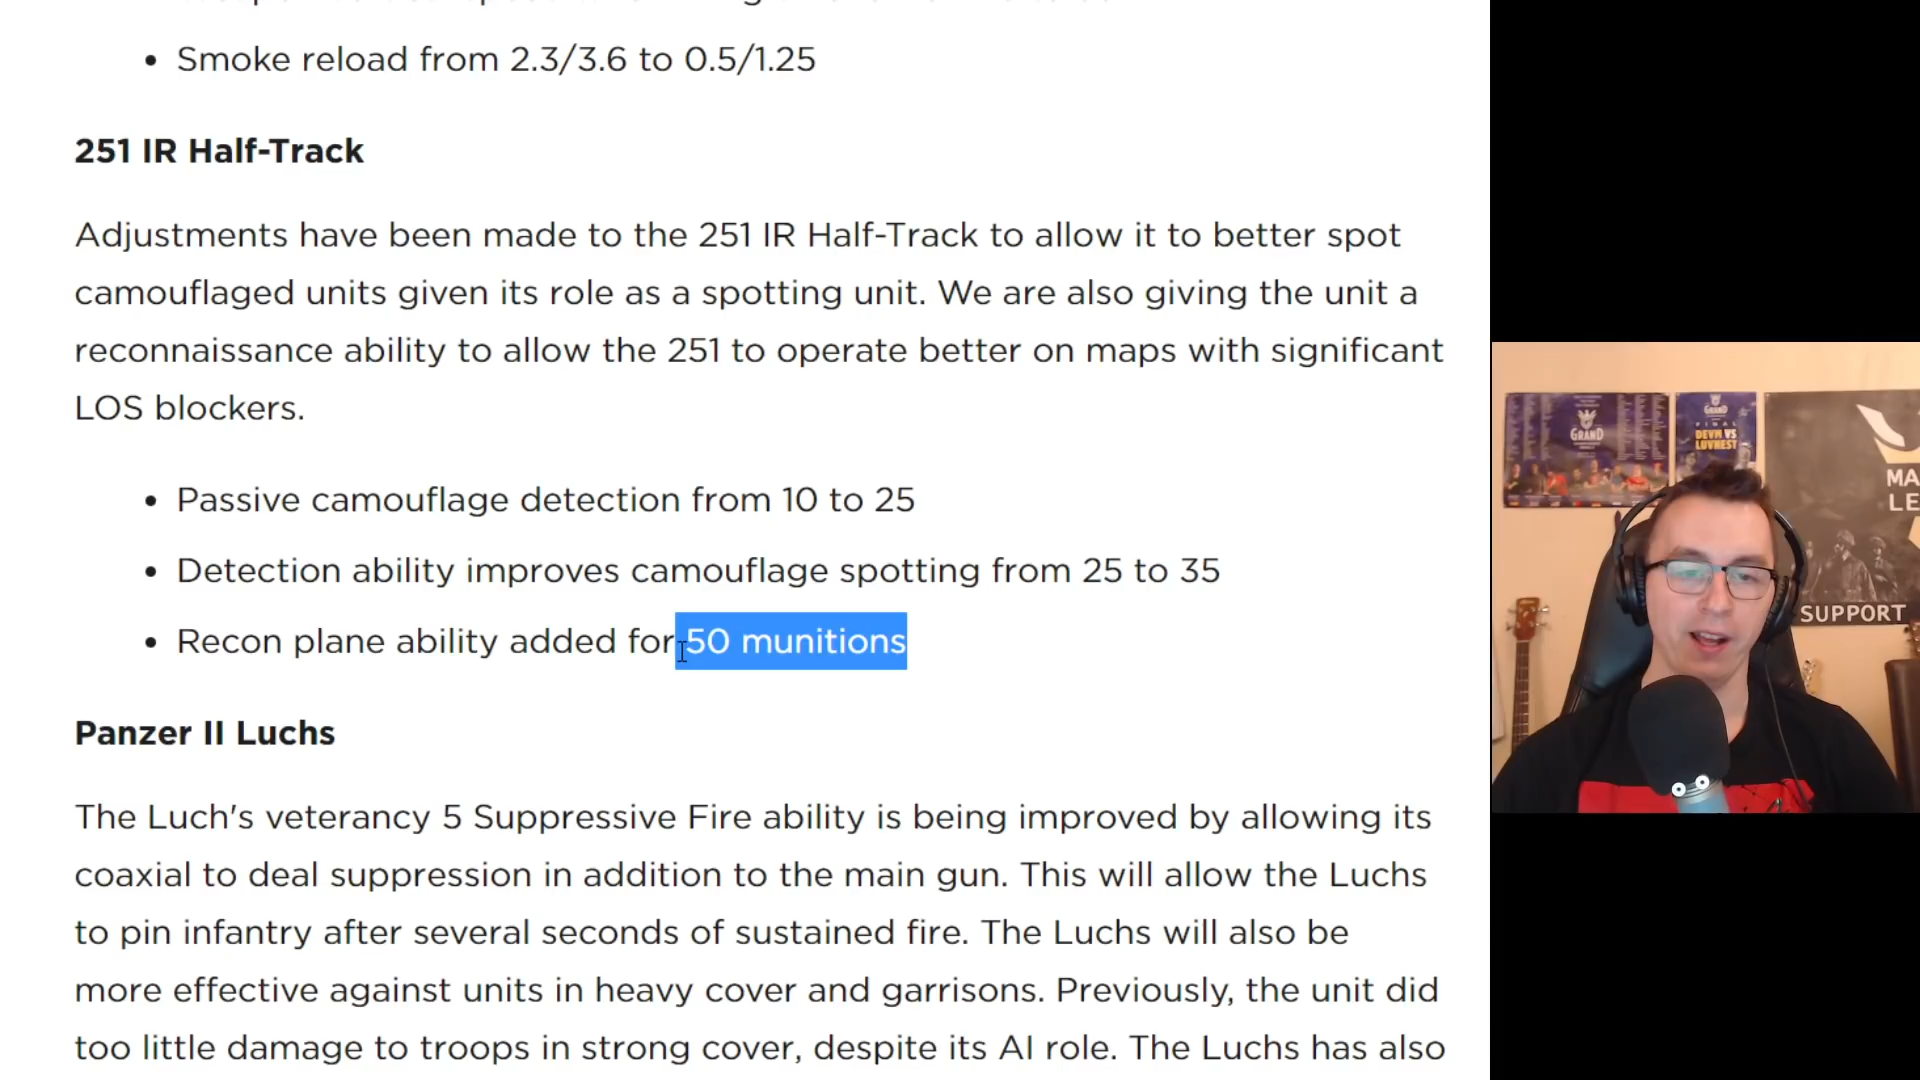 Smoke reload from 2.3/3.6 to 0.5/1.25
251 IR Half-Track
Adjustments have been made to the 251 IR Half-Track to allow it to better spot
camouflaged units given its role as a spotting unit. We are also giving the unit a
reconnaissance ability to allow the 251 to operate better on maps with significant
LOS blockers.
Passive camouflage detection from 10 to 25
Detection ability improves camouflage spotting from 25 to 35
Recon plane ability added for 50 munitions
Panzer II Luchs
The Luch's veterancy 5 Suppressive Fire ability is being improved by allowing its
coaxial to deal suppression in addition to the main gun. This will allow the Luchs
to pin infantry after several seconds of sustained fire. The Luchs will also be
more effective against units in heavy cover and garrisons. Previously, the unit did
too little damage to troops in strong cover, despite its AI role. The Luchs has also
GRAND
GRAND
FINAL
DEVM VS
LUVNEST
MA
LE
SUPPORT